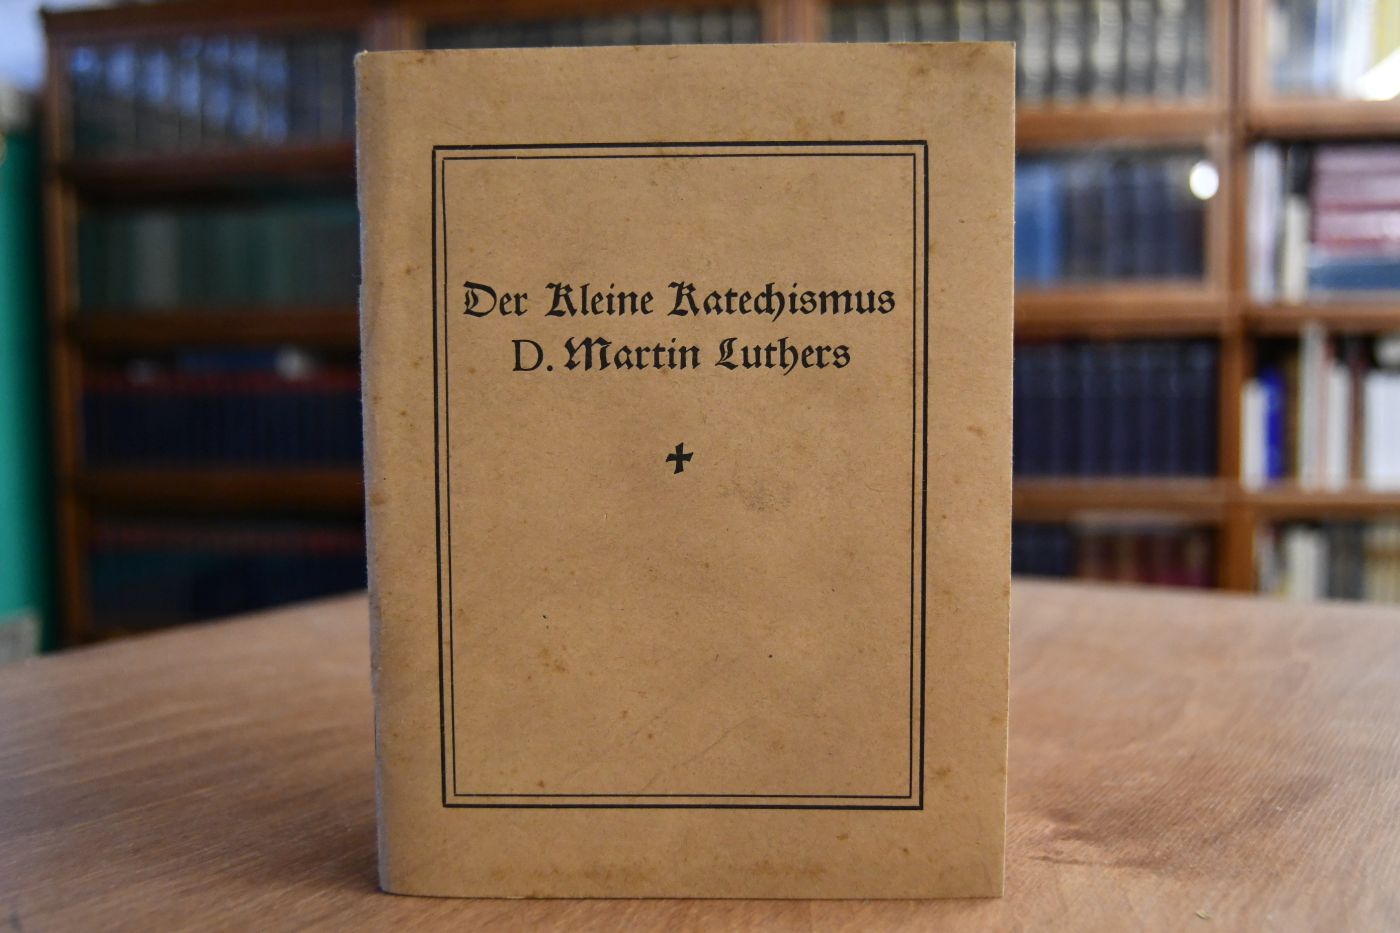 Der Kleine Katechismus
D. Martin Luthers